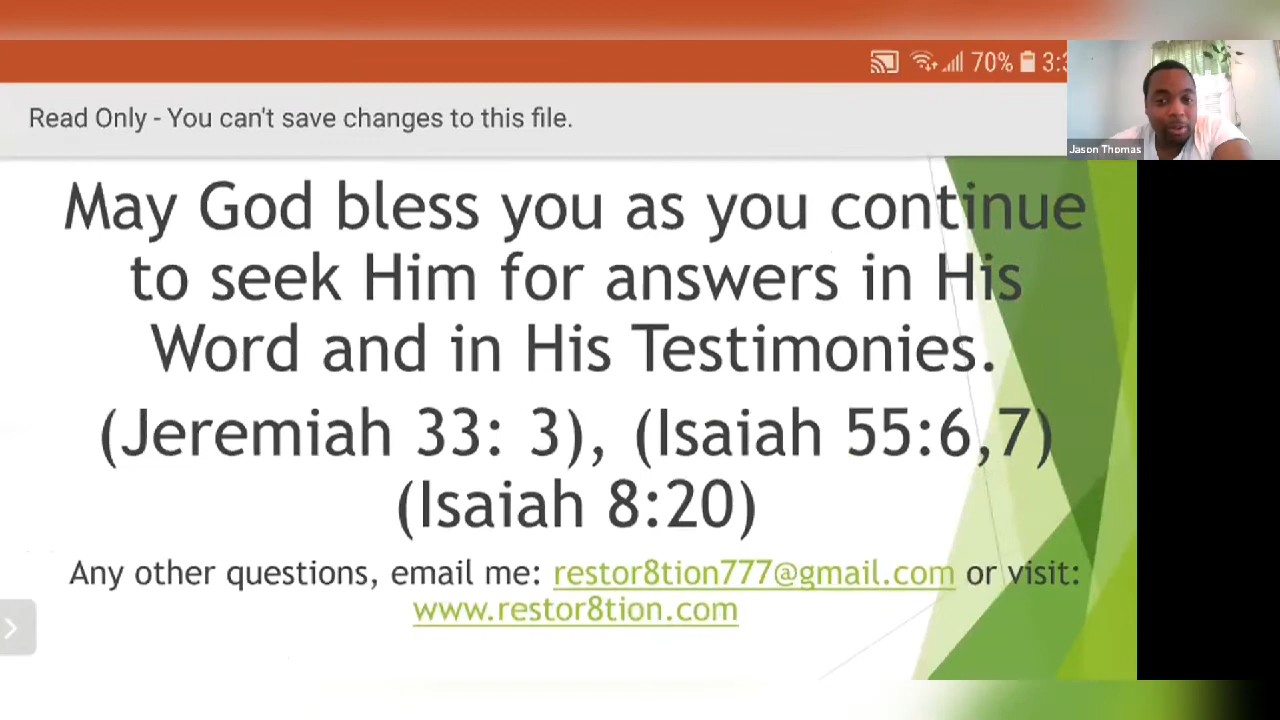 70% 3:3
Read Only - You can't save changes to this file.
Jason Thomas
May God bless you as you continue
to seek Him for answers in His
Word and in His Testimonies.
(Jeremiah 33: 3), (Isaiah 55:6,7)
(Isaiah 8:20)
Any other questions, email me: restor8tion777@gmail.com or visit:
www.restor8tion.com